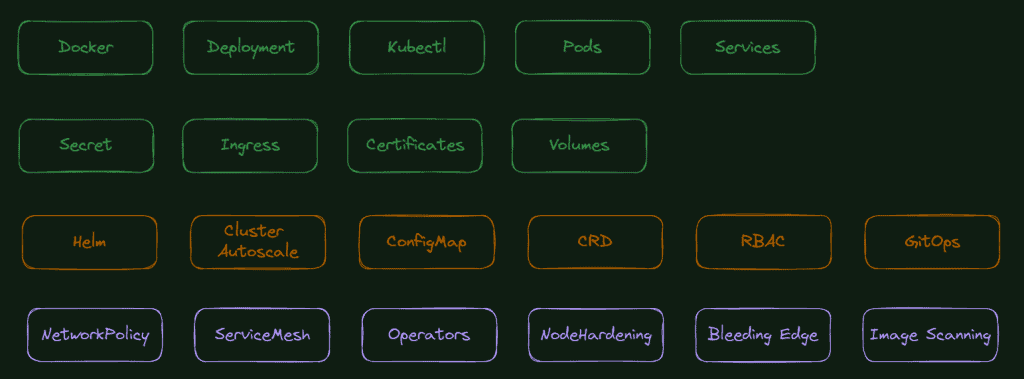 Docker
Deployment
Kubectl
Pods
Services
Secret
Ingress
Certificates
Volumes
Helm
Cluster
Autoscale
ConfigMap
CRD
RBAC
GitOps
NetworkPolicy
ServiceMesh
Operators
NodeHardening
Bleeding Edge
Image Scanning